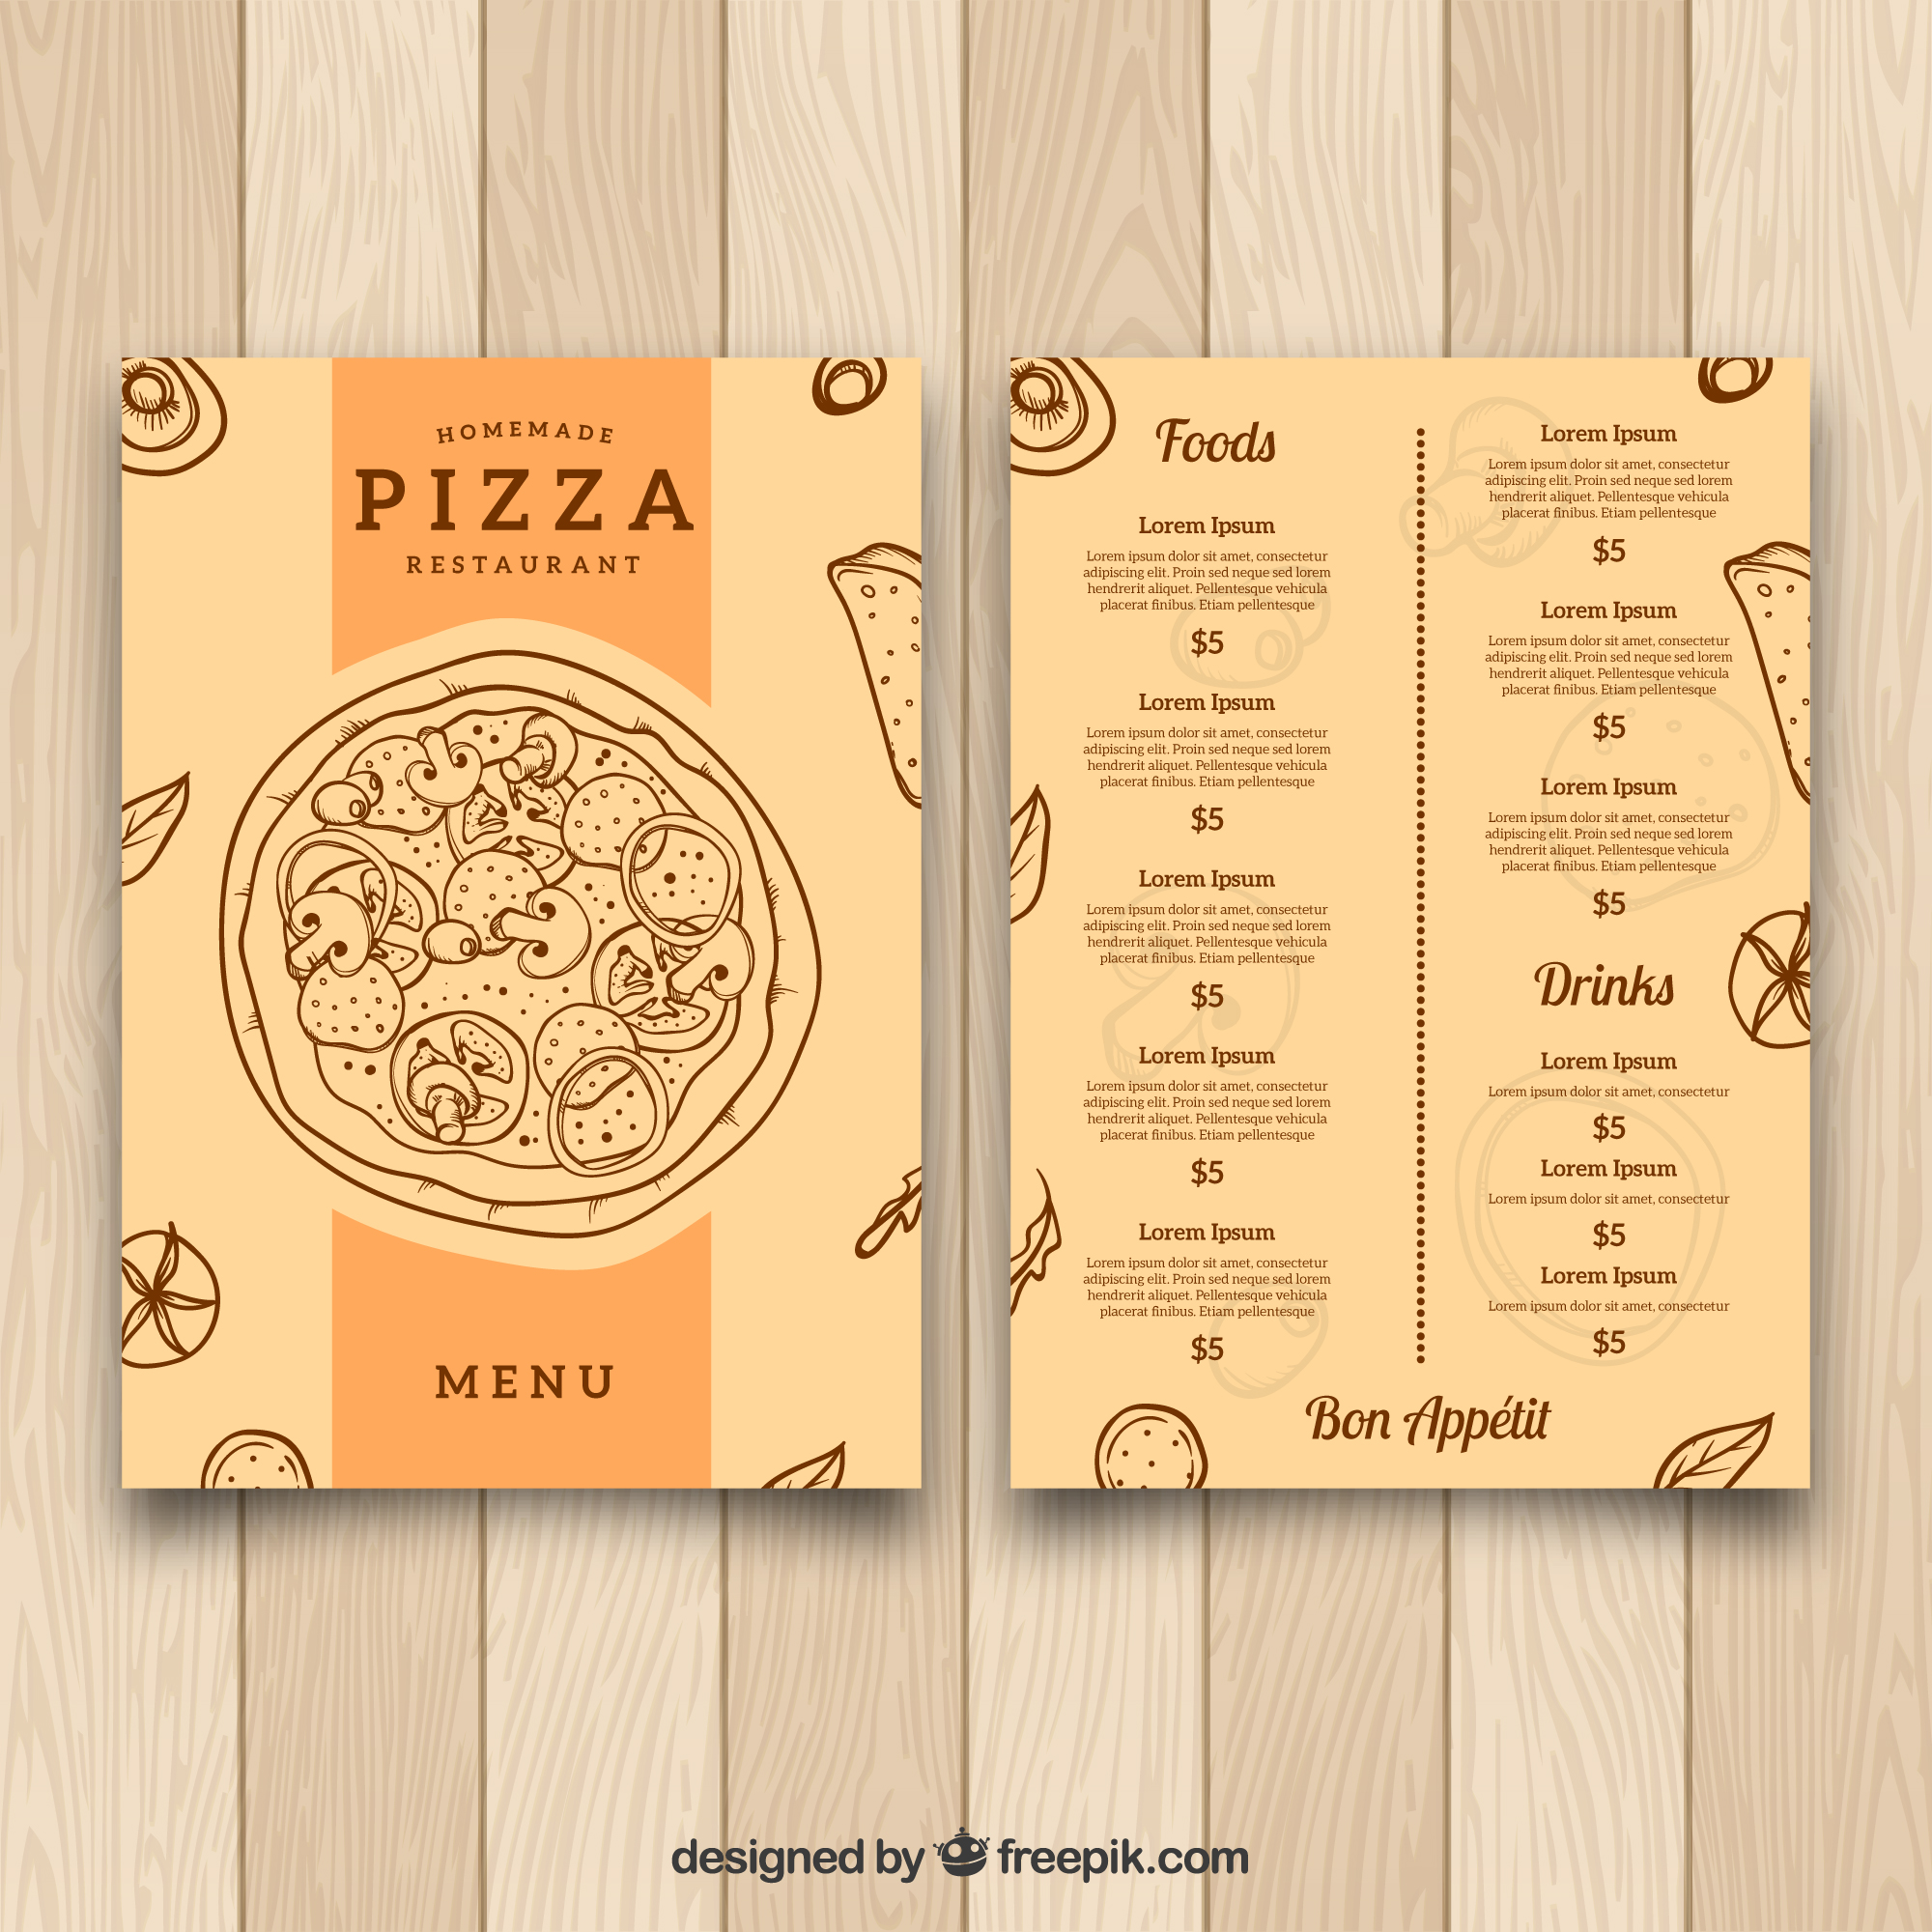 HOMEMADE
PIZZA
RESTAURANT
MENU
Foods
Lorem Ipsum
Lorem ipsum dolor sit amet, consectetur
adipiscing elit. Proin sed neque sed lorem
hendrerit aliquet. Pellentesque vehicula
placerat finibus. Etiam pellentesque
$5
Lorem Ipsum
Lorem ipsum dolor sit amet, consectetur
adipiscing elit. Proin sed neque sed lorem
hendrerit aliquet. Pellentesque vehicula
placerat finibus. Etiam pellentesque
$5
Lorem Ipsum
Lorem ipsum dolor sit amet, consectetur
adipiscing elit. Proin sed neque sed lorem
hendrerit aliquet. Pellentesque vehicula
placerat finibus. Etiam pellentesque
$5
Lorem Ipsum
Lorem ipsum dolor sit amet, consectetur
adipiscing elit. Proin sed neque sed lorem
hendrerit aliquet. Pellentesque vehicula
placerat finibus. Etiam pellentesque
$5
Lorem Ipsum
Lorem ipsum dolor sit amet, consectetur
adipiscing elit. Proin sed neque sed lorem
hendrerit aliquet. Pellentesque vehicula
placerat finibus. Etiam pellentesque
$5
Lorem Ipsum
Lorem ipsum dolor sit amet, consectetur
adipiscing elit. Proin sed neque sed lorem
hendrerit aliquet. Pellentesque vehicula
placerat finibus. Etiam pellentesque
$5
Lorem Ipsum
Lorem ipsum dolor sit amet, consectetur
adipiscing elit. Proin sed neque sed lorem
hendrerit aliquet. Pellentesque vehicula
placerat finibus. Etiam pellentesque
$5
Lorem Ipsum
Lorem ipsum dolor sit amet, consectetur
adipiscing elit. Proin sed neque sed lorem
hendrerit aliquet. Pellentesque vehicula
placerat finibus. Etiam pellentesque
$5
Drinks
Lorem Ipsum
Lorem ipsum dolor sit amet, consectetur
$5
Lorem Ipsum
Lorem ipsum dolor sit amet, consectetur
$5
Lorem Ipsum
Lorem ipsum dolor sit amet, consectetur
$5
Bon Appétit
designed by freepik.com